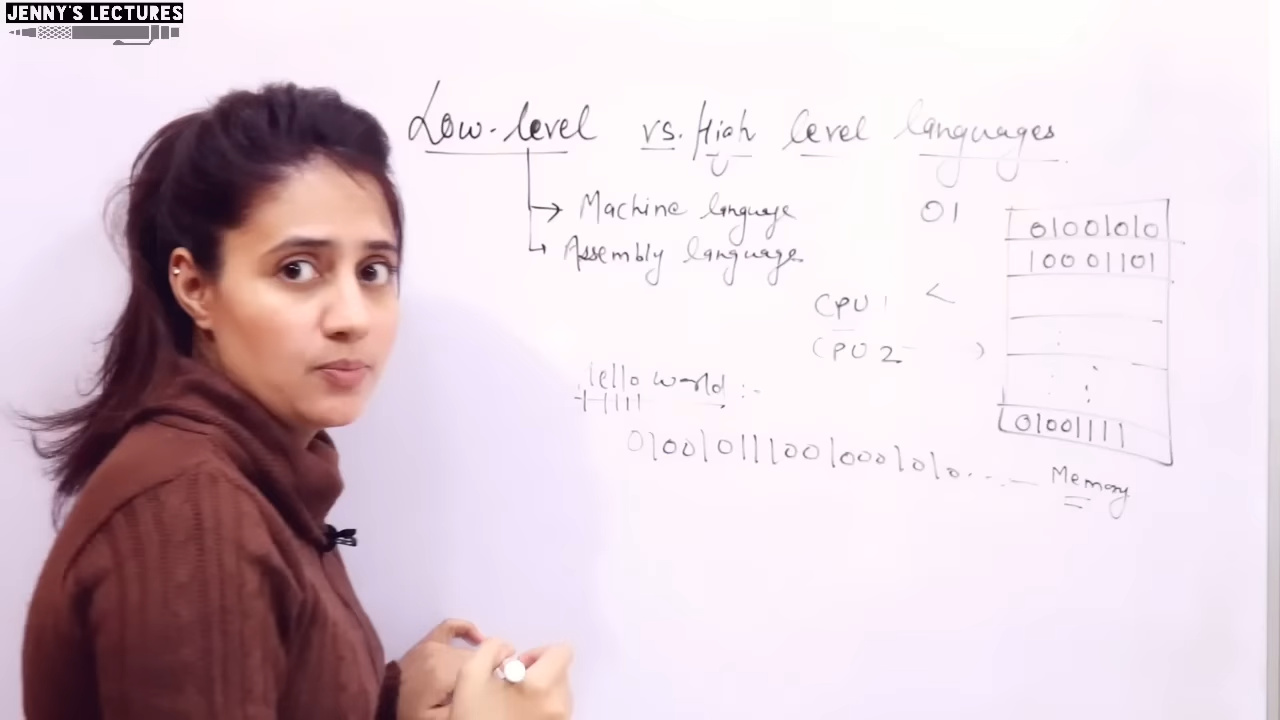 JENNY'S LECTURES
Low-level vs. High level languages
Machine language
Assembly language
01
01001010
10001101
CPU 1 <
CPU 2 >
Hello world :-
01001111
0100101110010001010....
Memory